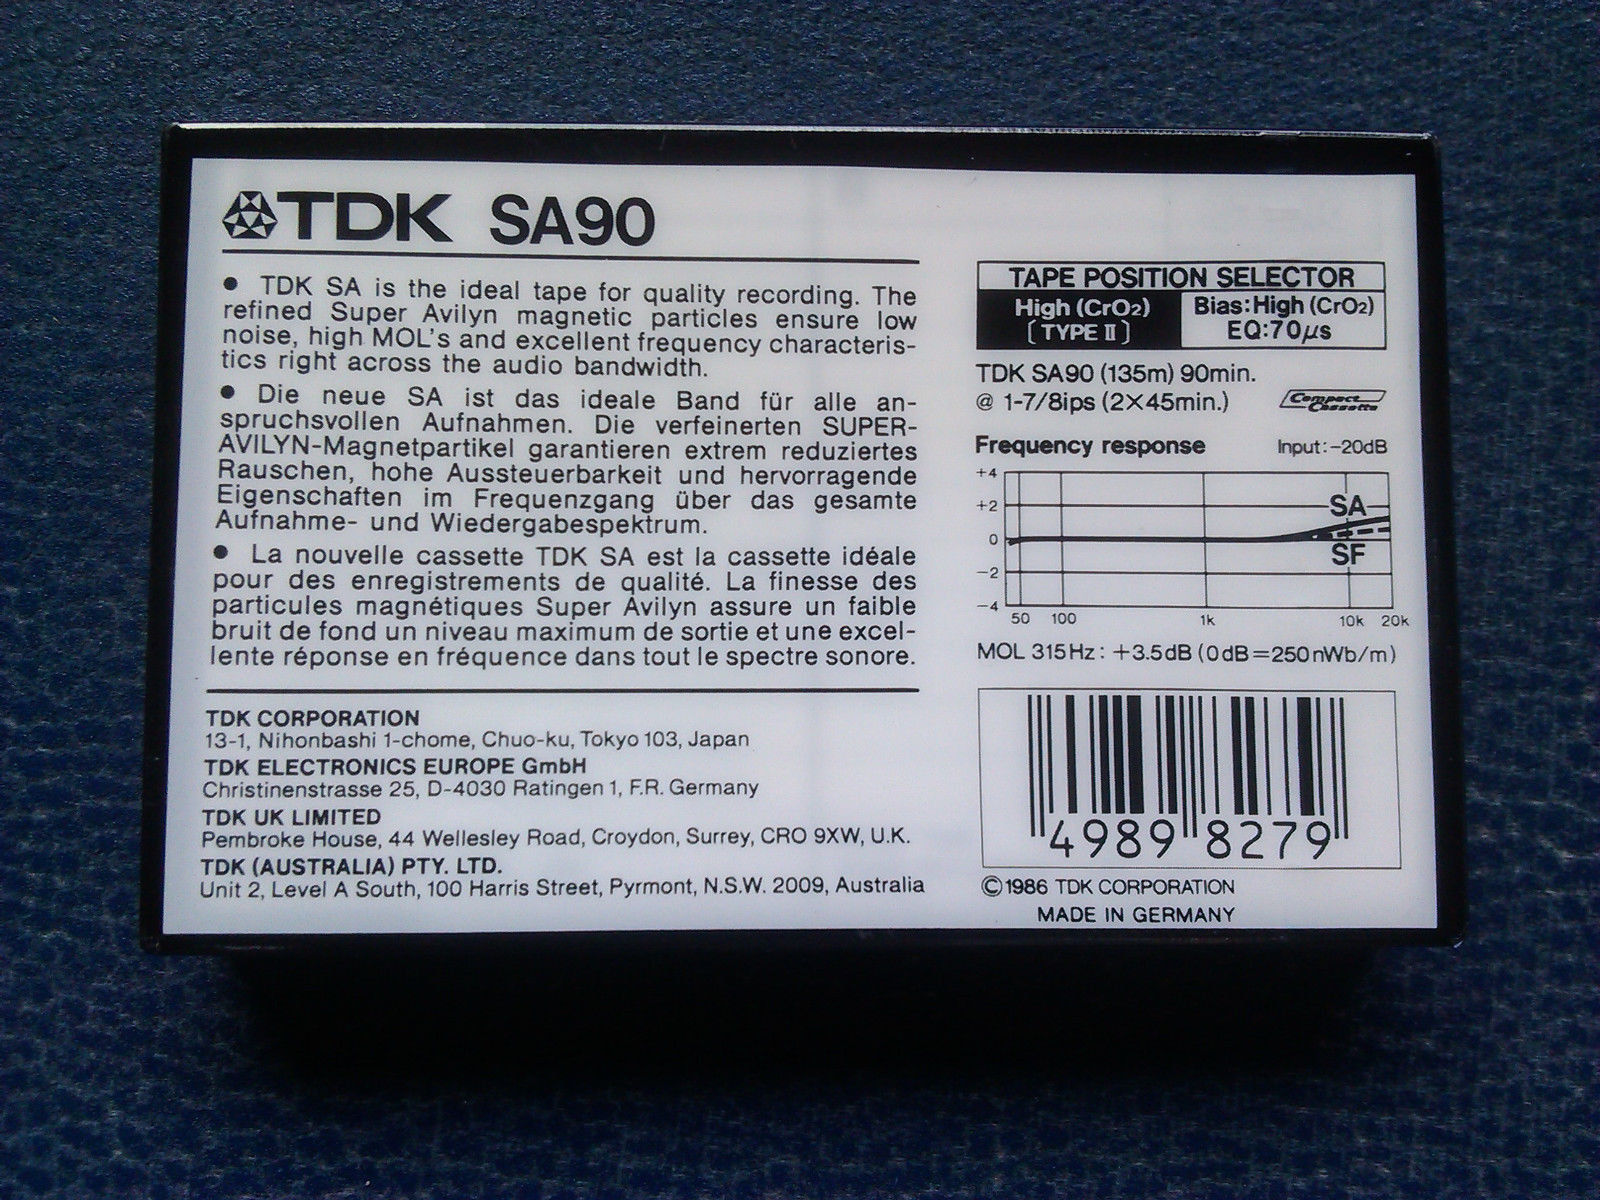 TDK SA90
● TDK SA is the ideal tape for quality recording. The
refined Super Avilyn magnetic particles ensure low
noise, high MOL's and excellent frequency characteris-
tics right across the audio bandwidth.
● Die neue SA ist das ideale Band für alle an-
spruchsvollen Aufnahmen. Die verfeinerten SUPER-
AVILYN-Magnetpartikel garantieren extrem reduziertes
Rauschen, hohe Aussteuerbarkeit und hervorragende
Eigenschaften im Frequenzgang über das gesamte
Aufnahme- und Wiedergabespektrum.
● La nouvelle cassette TDK SA est la cassette idéale
pour des enregistrements de qualité. La finesse des
particules magnétiques Super Avilyn assure un faible
bruit de fond un niveau maximum de sortie et une excel-
lente réponse en fréquence dans tout le spectre sonore.
TDK CORPORATION
13-1, Nihonbashi 1-chome, Chuo-ku, Tokyo 103, Japan
TDK ELECTRONICS EUROPE GmbH
Christinenstrasse 25, D-4030 Ratingen 1, F.R. Germany
TDK UK LIMITED
Pembroke House, 44 Wellesley Road, Croydon, Surrey, CRO 9XW, U.K.
TDK (AUSTRALIA) PTY. LTD.
Unit 2, Level A South, 100 Harris Street, Pyrmont, N.S.W. 2009, Australia
TAPE POSITION SELECTOR
High (CrO2) Bias:High (CrO2)
[TYPE II] EQ:70μs
TDK SA90 (135m) 90min.
@ 1-7/8ips (2×45min.) Compact Cassette
Frequency response Input:-20dB
+4
+2 SA
0
SF
-2
-4
50 100 1k 10k 20k
MOL 315Hz: +3.5dB (0dB=250nWb/m)
4989 8279
©1986 TDK CORPORATION
MADE IN GERMANY